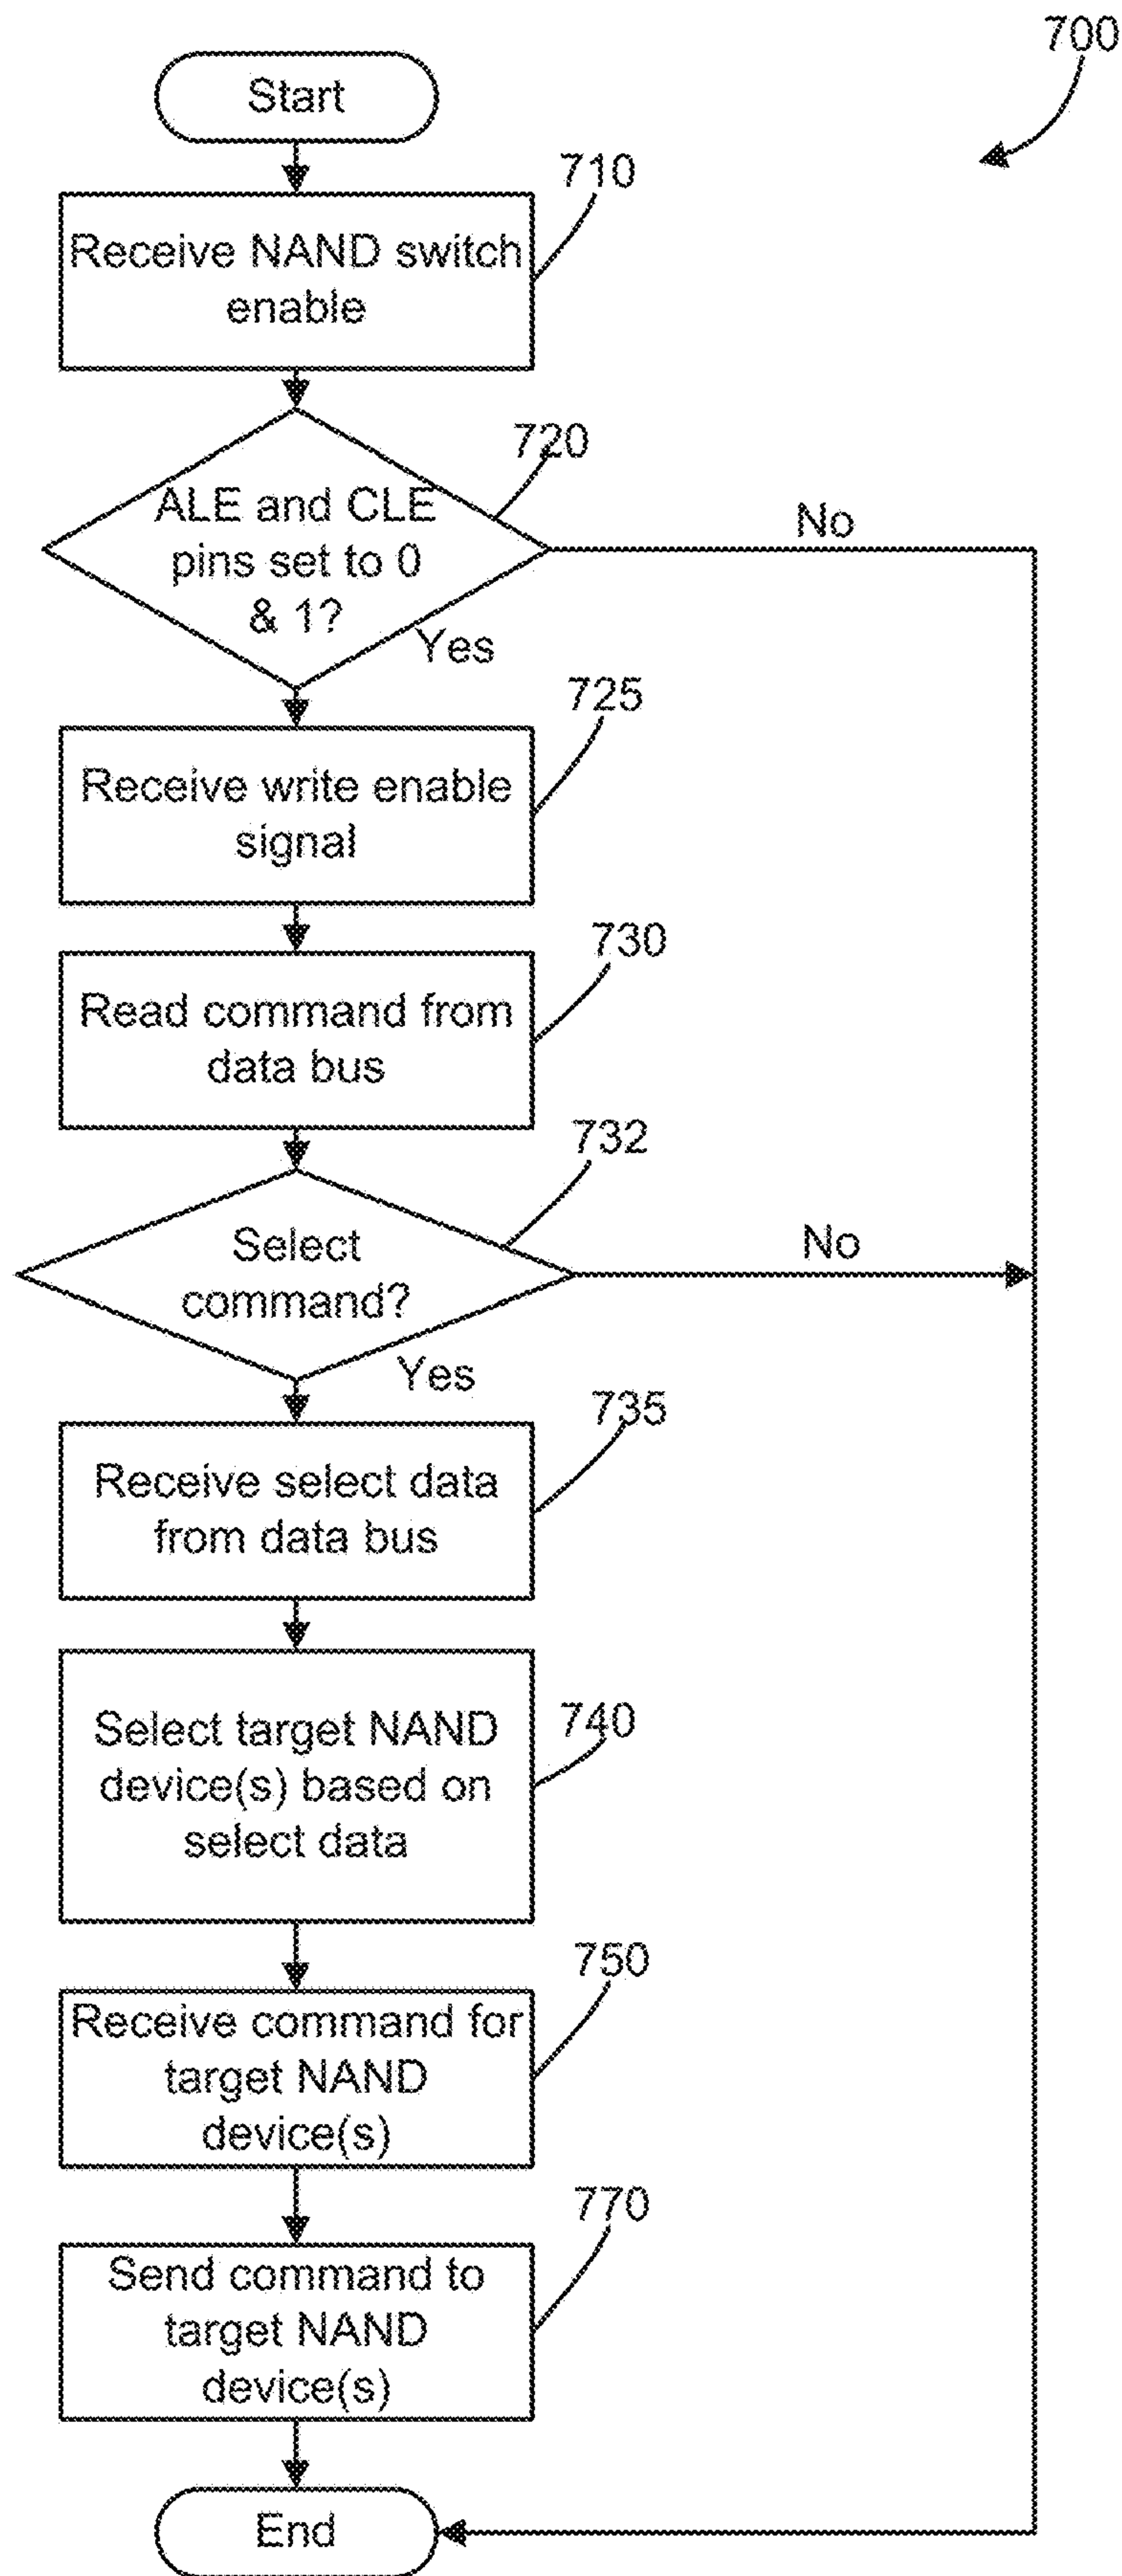 700
Start
710
Receive NAND switch
enable
720
ALE and CLE
pins set to 0
& 1?
No
Yes
725
Receive write enable
signal
730
Read command from
data bus
732
Select
command?
No
Yes
735
Receive select data
from data bus
740
Select target NAND
device(s) based on
select data
750
Receive command for
target NAND
device(s)
770
Send command to
target NAND
device(s)
End